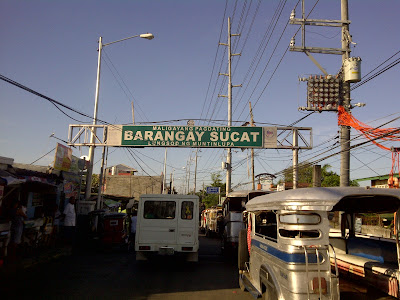 MALIGAYANG PAGDATING
BARANGAY SUCAT
LUNGSOD NG MUNTINLUPA